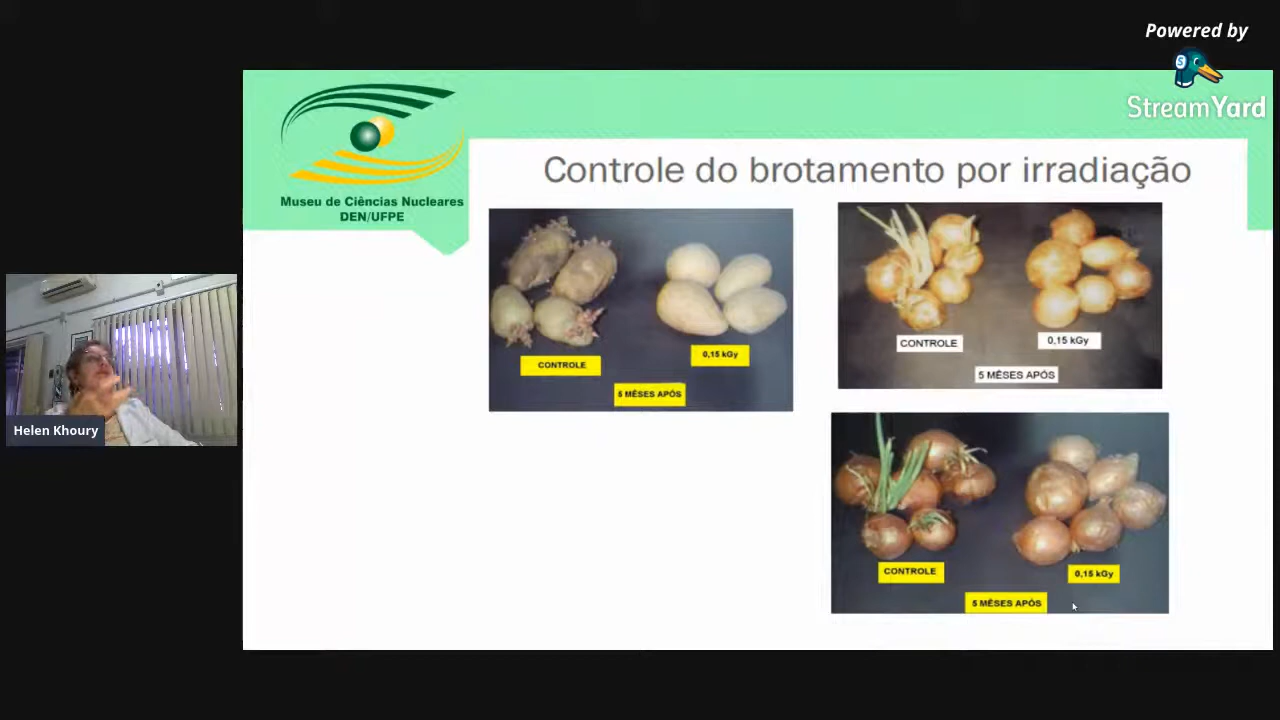 Powered by
StreamYard
Museu de Ciências Nucleares
DEN/UFPE
Controle do brotamento por irradiação
CONTROLE
0,15 kGy
5 MÊSES APÓS
CONTROLE
0,15 kGy
5 MÊSES APÓS
CONTROLE
0,15 kGy
5 MÊSES APÓS
Helen Khoury